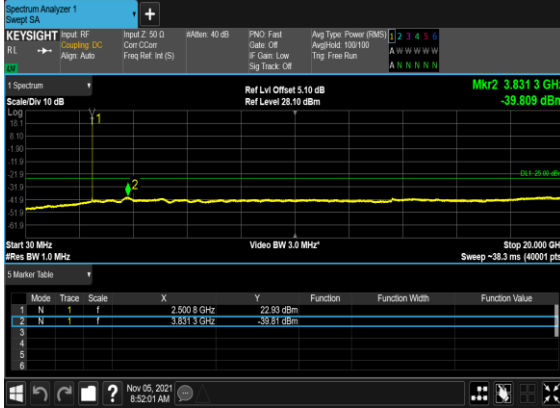 Spectrum Analyzer 1
Swept SA
+
KEYSIGHT
RL
Input: RF
Coupling: DC
Align: Auto
Input Z: 50 Ω
Corr CCorr
Freq Ref: Int (S)
#Atten: 40 dB
PNO: Fast
Gate: Off
IF Gain: Low
Sig Track: Off
Avg Type: Power (RMS)
Avg|Hold: 100/100
Trig: Free Run
1 2 3 4 5 6
A W W W W W
A N N N N N
1 Spectrum
Scale/Div 10 dB
Ref Lvl Offset 5.10 dB
Ref Level 28.10 dBm
Mkr2 3.831 3 GHz
-39.809 dBm
Log
18.1
8.10
-1.90
-11.9
-21.9
-31.9
-41.9
-51.9
-61.9
1
2
DL1 -25.00 dBm
Start 30 MHz
#Res BW 1.0 MHz
Video BW 3.0 MHz*
Stop 20.000 GH
Sweep ~38.3 ms (40001 pts
5 Marker Table
Mode Trace Scale X Y Function Function Width Function Value
1 N 1 f 2.500 8 GHz 22.93 dBm
2 N 1 f 3.831 3 GHz -39.81 dBm
3
4
5
6
?
Nov 05, 2021
8:52:01 AM